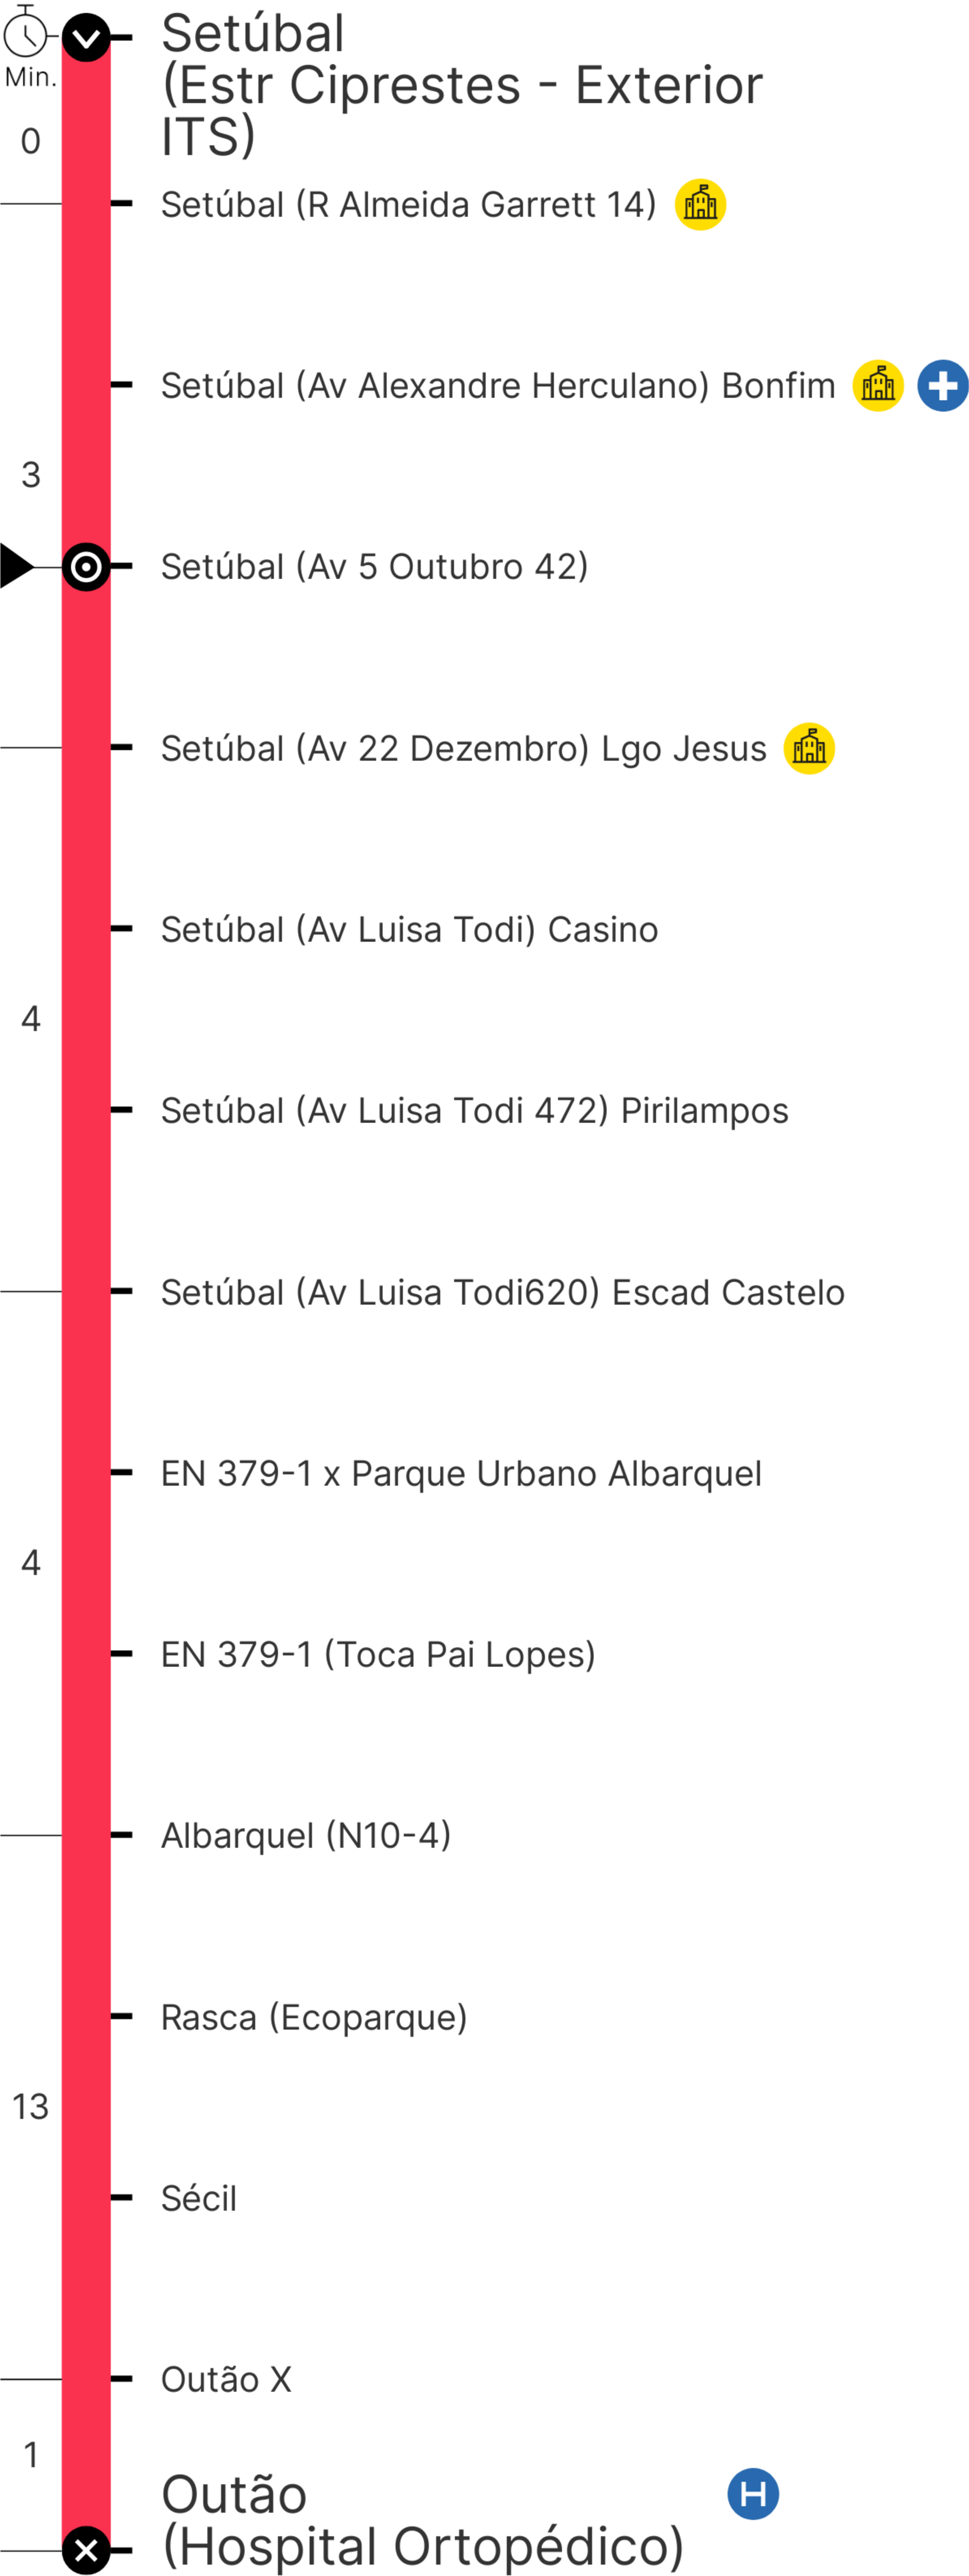 Min.
Setúbal
(Estr Ciprestes - Exterior
ITS)
0
Setúbal (R Almeida Garrett 14)
Setúbal (Av Alexandre Herculano) Bonfim
3
Setúbal (Av 5 Outubro 42)
Setúbal (Av 22 Dezembro) Lgo Jesus
Setúbal (Av Luisa Todi) Casino
4
Setúbal (Av Luisa Todi 472) Pirilampos
Setúbal (Av Luisa Todi620) Escad Castelo
EN 379-1 x Parque Urbano Albarquel
4
EN 379-1 (Toca Pai Lopes)
Albarquel (N10-4)
Rasca (Ecoparque)
13
Sécil
Outão X
1
Outão
H
(Hospital Ortopédico)